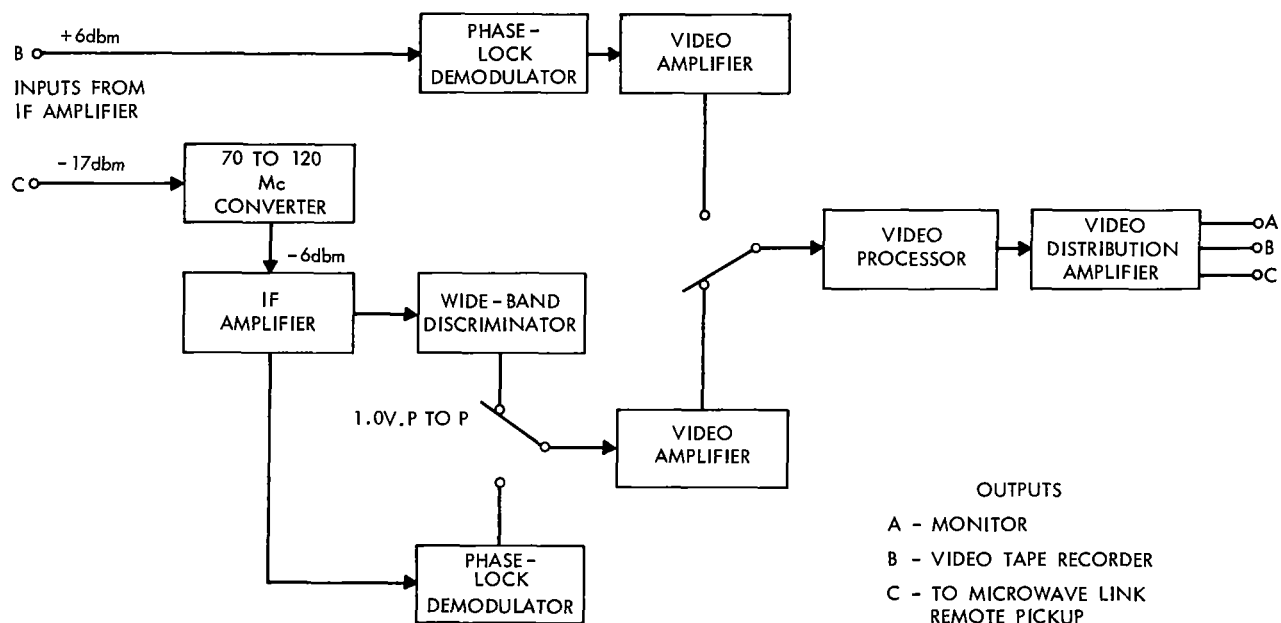 +6dbm
B
INPUTS FROM
IF AMPLIFIER
PHASE-
LOCK
DEMODULATOR
VIDEO
AMPLIFIER
-17dbm
C
70 TO 120
Mc
CONVERTER
-6dbm
IF
AMPLIFIER
WIDE-BAND
DISCRIMINATOR
1.0V.P TO P
VIDEO
AMPLIFIER
PHASE-
LOCK
DEMODULATOR
VIDEO
PROCESSOR
VIDEO
DISTRIBUTION
AMPLIFIER
A
B
C
OUTPUTS
A - MONITOR
B - VIDEO TAPE RECORDER
C - TO MICROWAVE LINK
REMOTE PICKUP